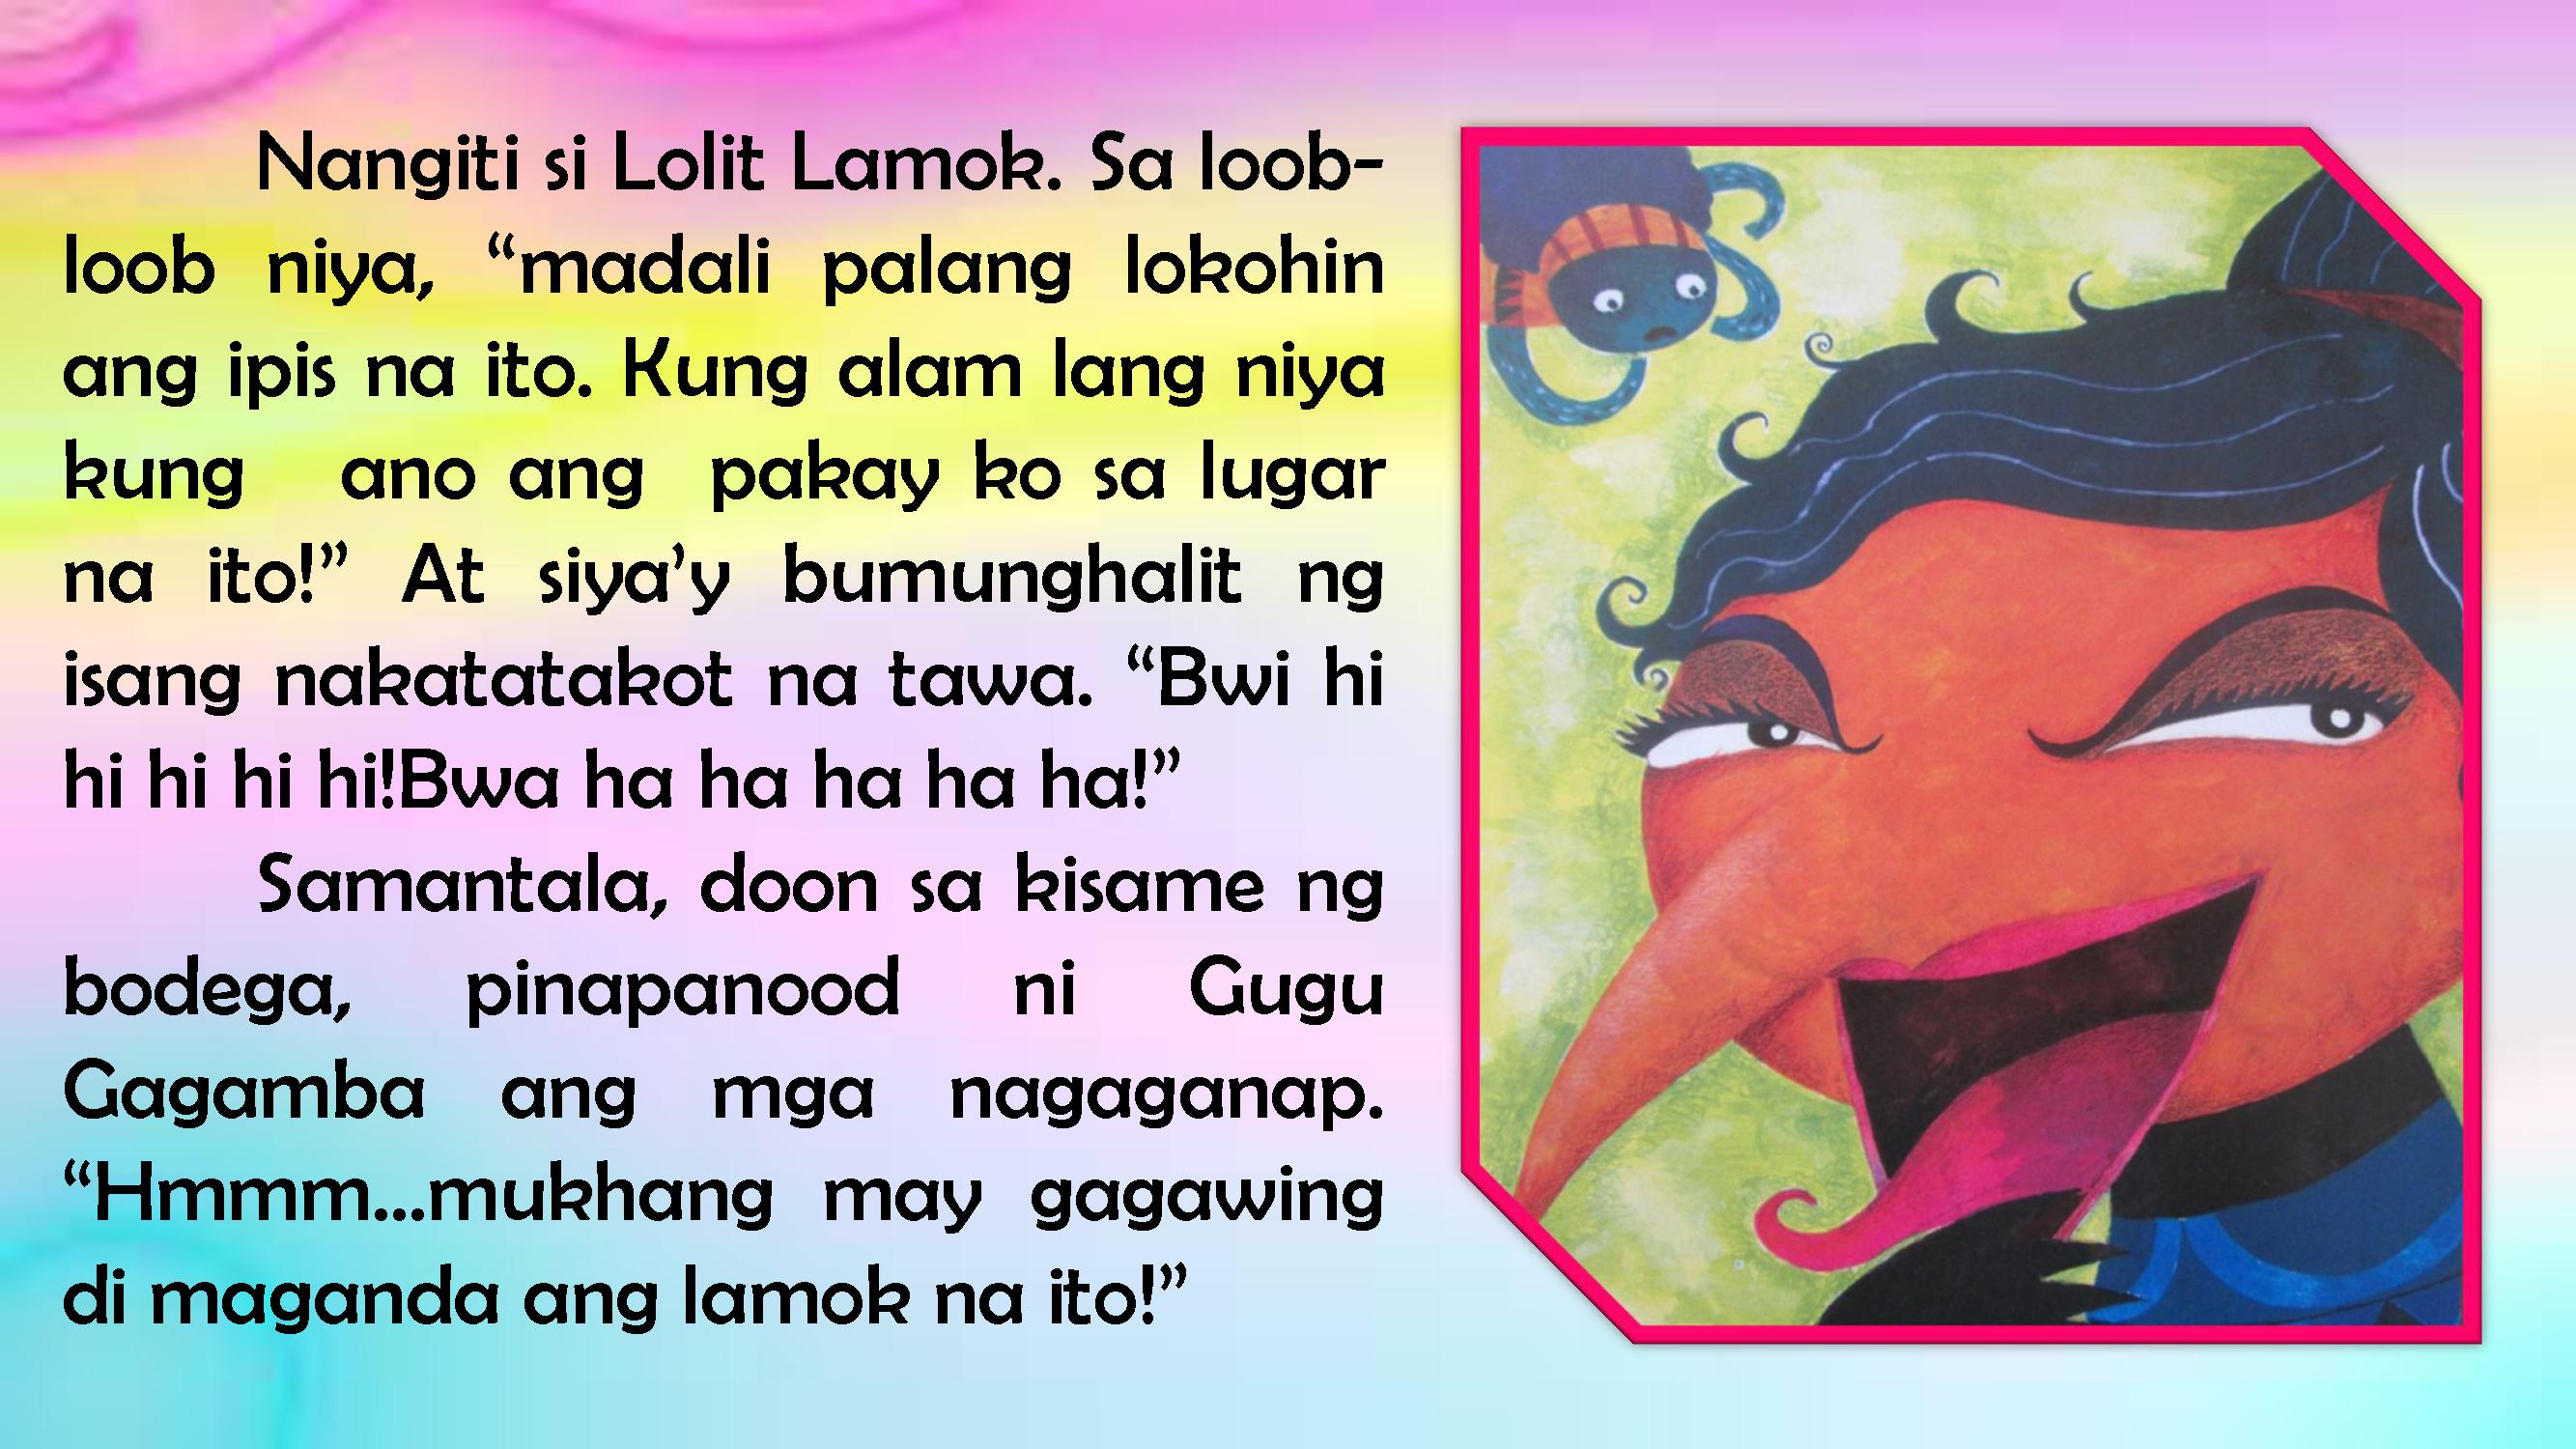 Nangiti si Lolit Lamok. Sa loob-
loob niya, “madali palang lokohin
ang ipis na ito. Kung alam lang niya
kung ano ang pakay ko sa lugar
na ito!” At siya’y bumunghalit ng
isang nakatatakot na tawa. “Bwi hi
hi hi hi hi!Bwa ha ha ha ha ha!”
Samantala, doon sa kisame ng
bodega, pinapanood ni Gugu
Gagamba ang mga nagaganap.
“Hmmm...mukhang may gagawing
di maganda ang lamok na ito!”